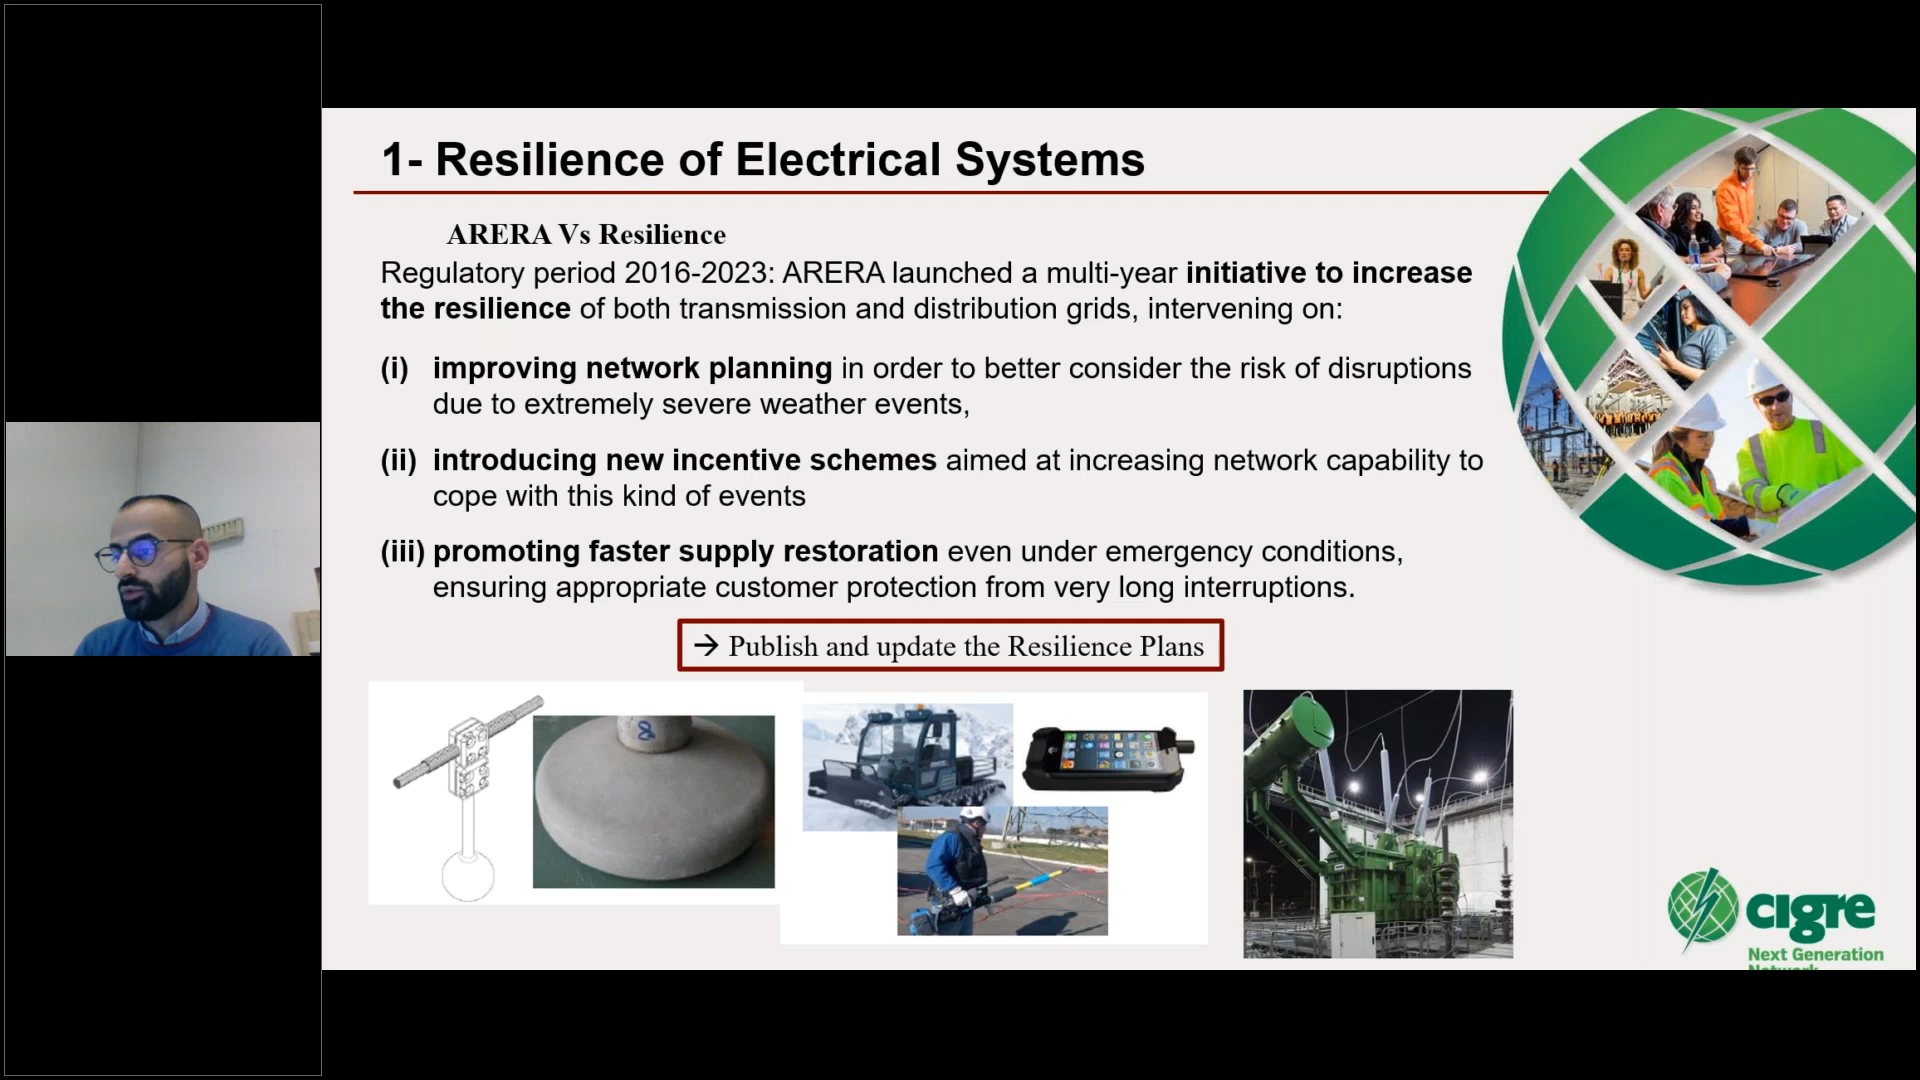 1- Resilience of Electrical Systems
ARERA Vs Resilience
Regulatory period 2016-2023: ARERA launched a multi-year initiative to increase
the resilience of both transmission and distribution grids, intervening on:
(i) improving network planning in order to better consider the risk of disruptions
due to extremely severe weather events,
(ii) introducing new incentive schemes aimed at increasing network capability to
cope with this kind of events
(iii) promoting faster supply restoration even under emergency conditions,
ensuring appropriate customer protection from very long interruptions.
→ Publish and update the Resilience Plans
8
cigre
Next Generation
Network